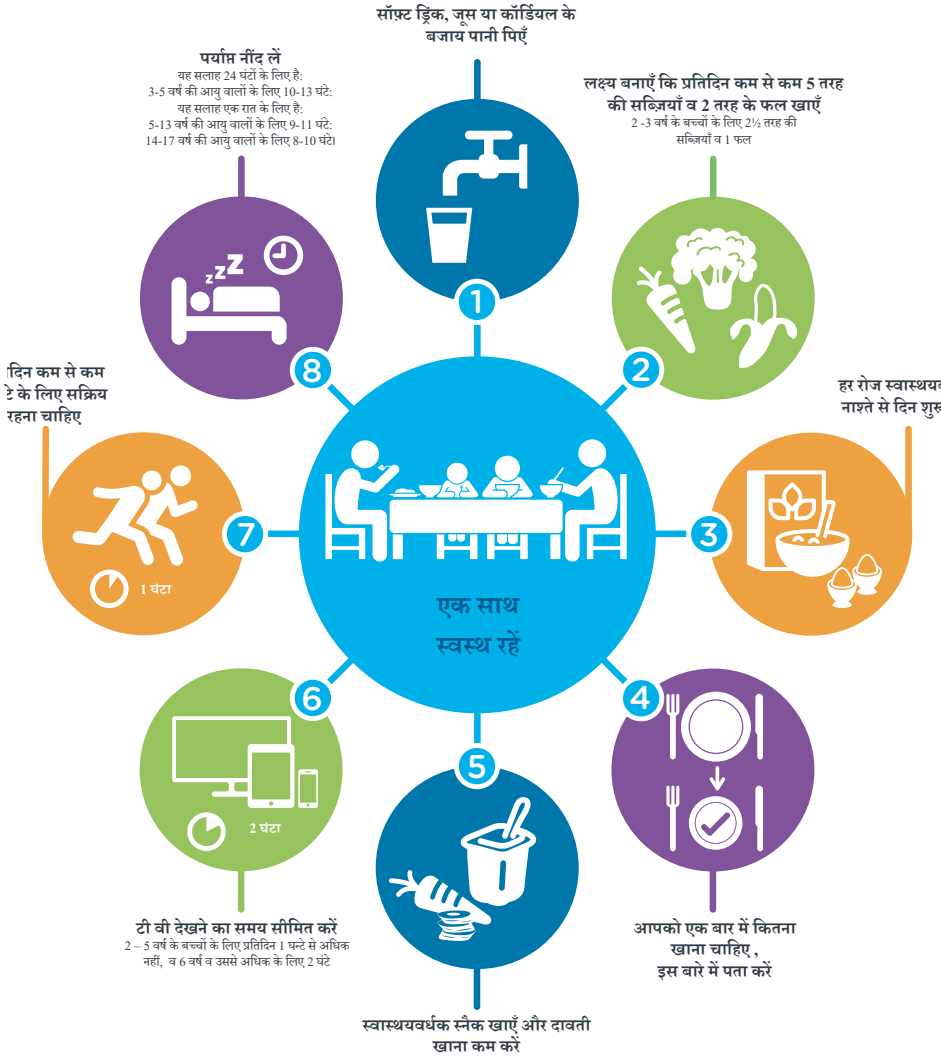 सॉफ़्ट ड्रिंक, जूस या कॉर्डियल के
बजाय पानी पिएँ
1
लक्ष्य बनाएँ कि प्रतिदिन कम से कम 5 तरह
की सब्ज़ियाँ व 2 तरह के फल खाएँ
2 -3 वर्ष के बच्चों के लिए 2½ तरह की
सब्ज़ियाँ व 1 फल
2
हर रोज स्वास्थयव
नाश्ते से दिन शुरू
3
4
आपको एक बार में कितना
खाना चाहिए ,
इस बारे में पता करें
5
स्वास्थयवर्धक स्नैक खाएँ और दावती
खाना कम करें
6
2 घंटा
टी वी देखने का समय सीमित करें
2 – 5 वर्ष के बच्चों के लिए प्रतिदिन 1 घन्टे से अधिक
नहीं, व 6 वर्ष व उससे अधिक के लिए 2 घंटे
दिन कम से कम
टे के लिए सक्रिय
रहना चाहिए
7
1 घंटा
पर्याप्त नींद लें
यह सलाह 24 घंटों के लिए है:
3-5 वर्ष की आयु वालों के लिए 10-13 घंटे:
यह सलाह एक रात के लिए है:
5-13 वर्ष की आयु वालों के लिए 9-11 घंटे:
14-17 वर्ष की आयु वालों के लिए 8-10 घंटे।
zzZ
8
एक साथ
स्वस्थ रहें